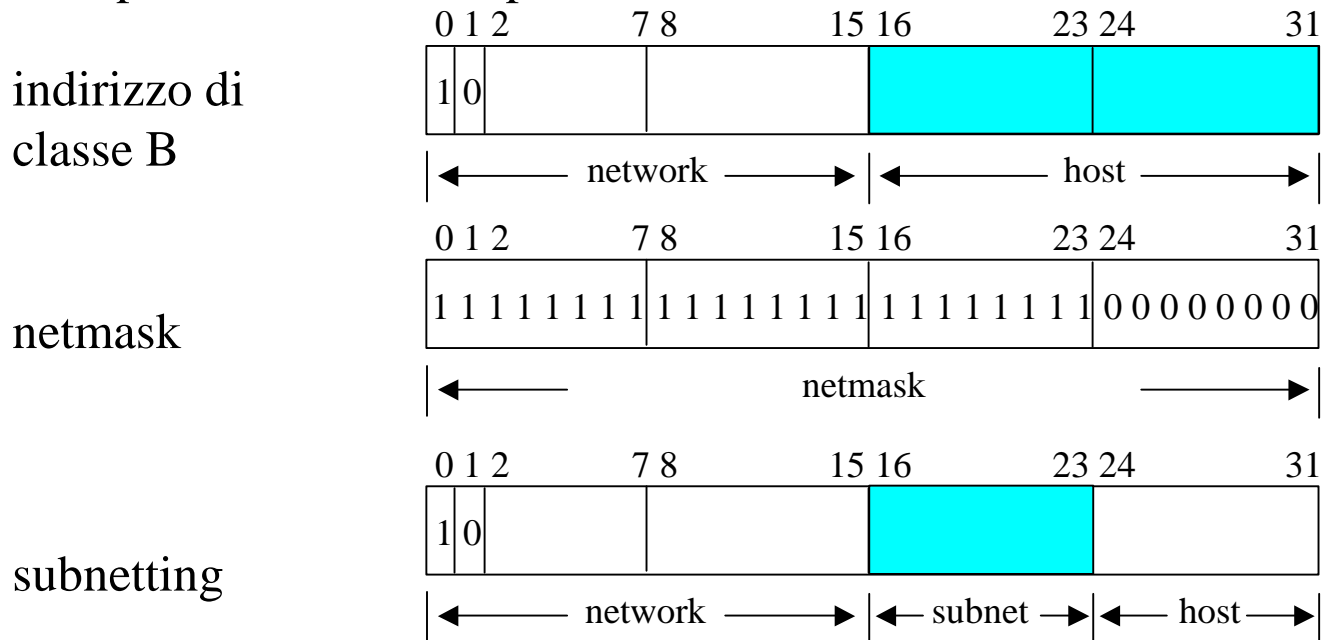 0 1 2 7 8 15 16 23 24 31
indirizzo di
classe B
1 0
network host
0 1 2 7 8 15 16 23 24 31
netmask
1 1 1 1 1 1 1 1 1 1 1 1 1 1 1 1 1 1 1 1 1 1 1 1 0 0 0 0 0 0 0 0
netmask
0 1 2 7 8 15 16 23 24 31
1 0
subnetting
network subnet host